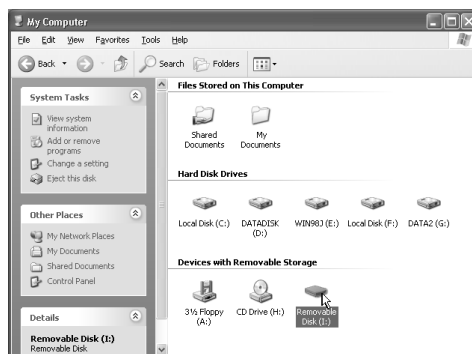 My Computer
File Edit View Favorites Tools Help
Back Search Folders
System Tasks
View system
information
Add or remove
programs
Change a setting
Eject this disk
Other Places
My Network Places
My Documents
Shared Documents
Control Panel
Details
Removable Disk (I:)
Removable Disk
Files Stored on This Computer
Shared
Documents
My
Documents
Hard Disk Drives
Local Disk (C:)
DATADISK
(D:)
WIN98J (E:)
Local Disk (F:)
DATA2 (G:)
Devices with Removable Storage
3½ Floppy
(A:)
CD Drive (H:)
Removable
Disk (I:)